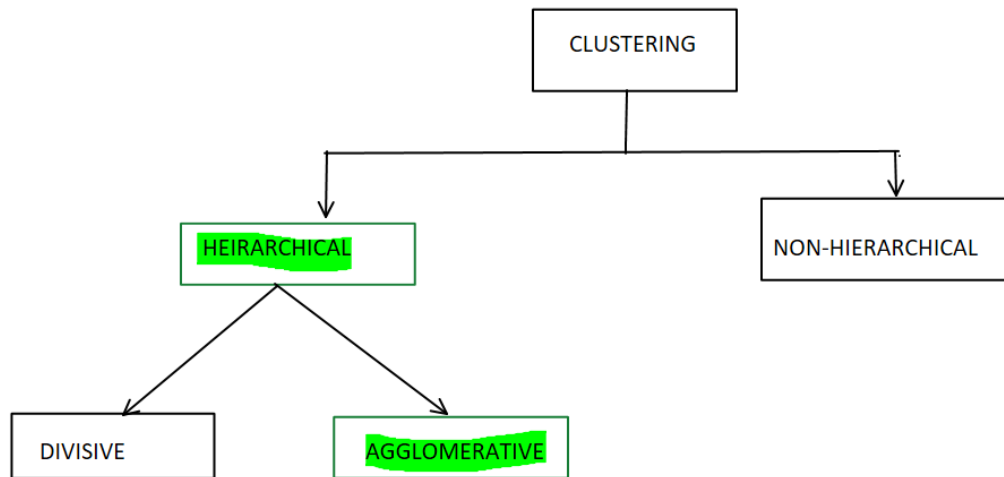 CLUSTERING
HEIRARCHICAL
NON-HIERARCHICAL
DIVISIVE
AGGLOMERATIVE